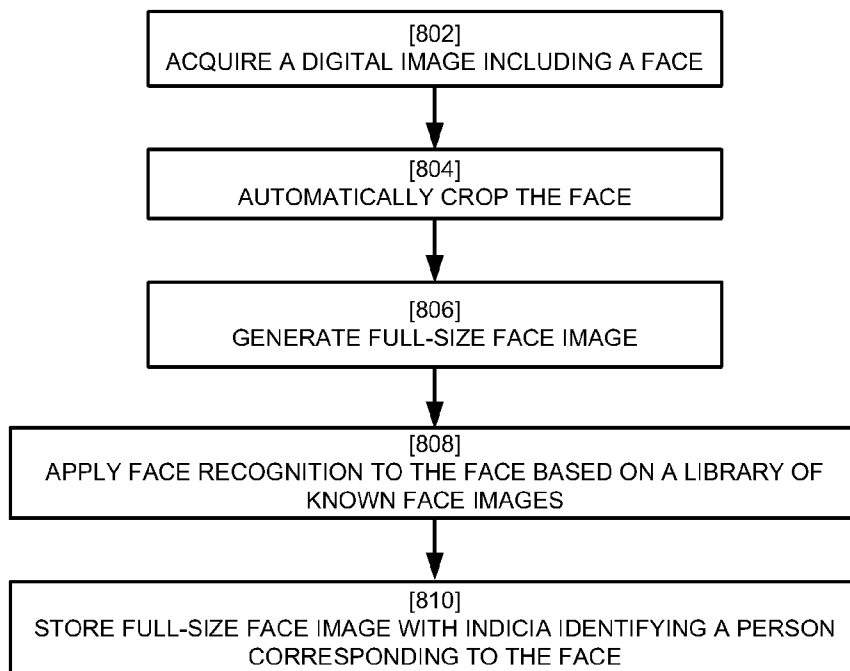 [802]
ACQUIRE A DIGITAL IMAGE INCLUDING A FACE
[804]
AUTOMATICALLY CROP THE FACE
[806]
GENERATE FULL-SIZE FACE IMAGE
[808]
APPLY FACE RECOGNITION TO THE FACE BASED ON A LIBRARY OF
KNOWN FACE IMAGES
[810]
STORE FULL-SIZE FACE IMAGE WITH INDICIA IDENTIFYING A PERSON
CORRESPONDING TO THE FACE